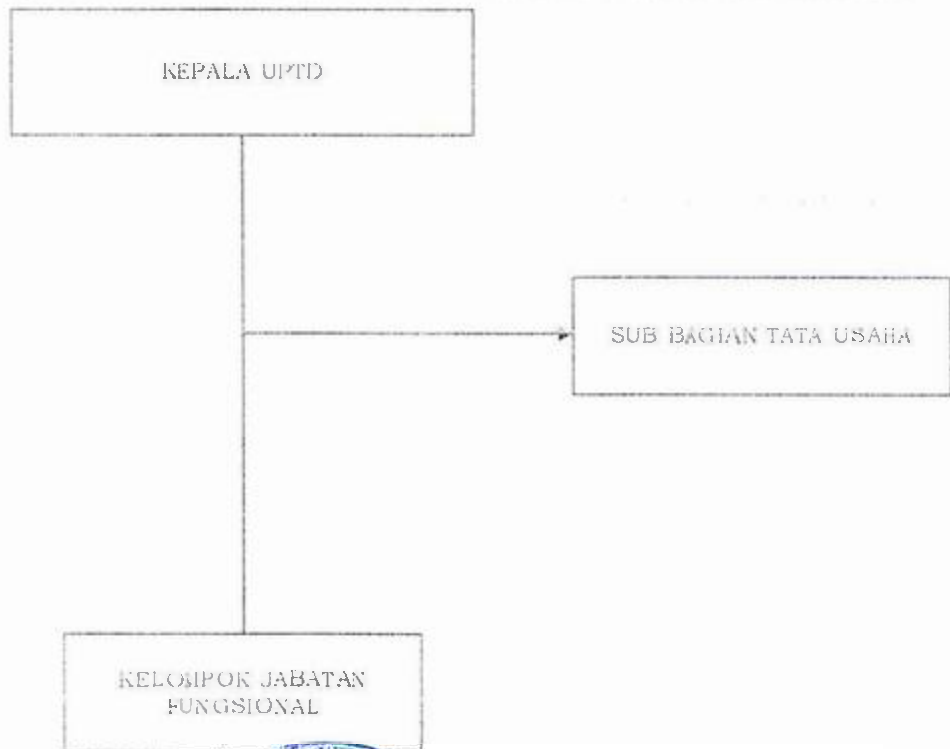 KEPALA UPTD
SUB BAGIAN TATA USAHA
KELOMPOK JABATAN
FUNGSIONAL